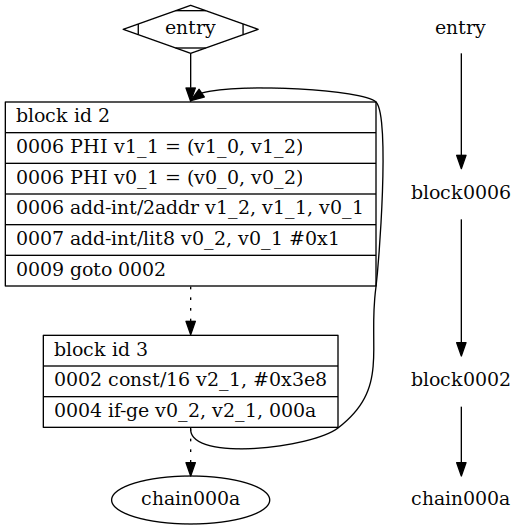 entry
block id 2
0006 PHI v1_1 = (v1_0, v1_2)
0006 PHI v0_1 = (v0_0, v0_2)
0006 add-int/2addr v1_2, v1_1, v0_1
0007 add-int/lit8 v0_2, v0_1 #0x1
0009 goto 0002
block id 3
0002 const/16 v2_1, #0x3e8
0004 if-ge v0_2, v2_1, 000a
chain000a
entry
block0006
block0002
chain000a